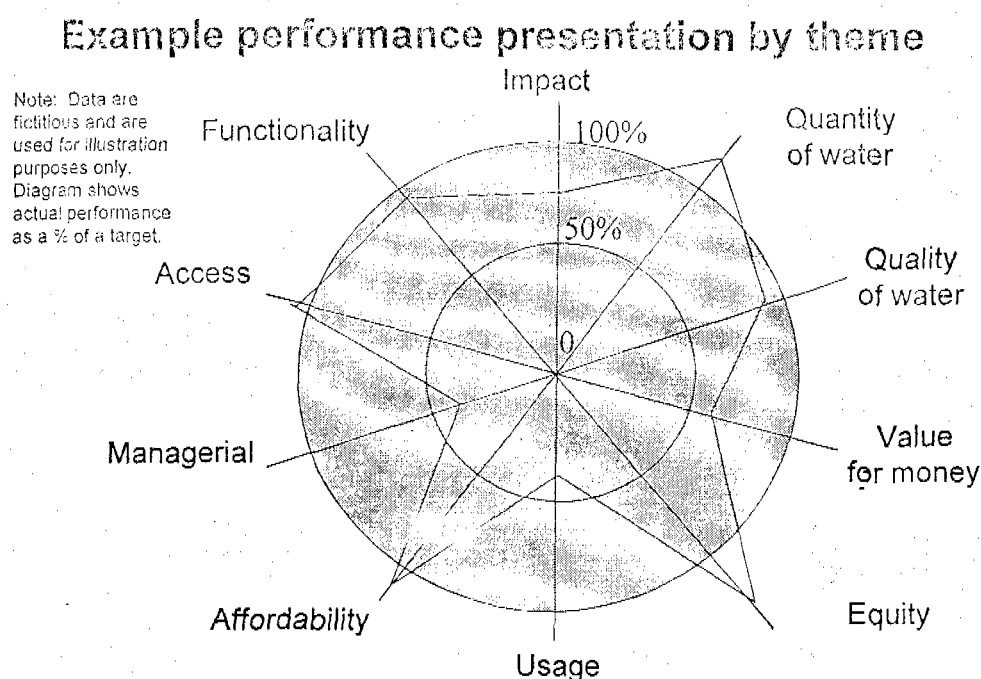 Example performance presentation by theme
Impact
Note: Data are
fictitious and are
used for illustration
purposes only.
Diagram shows
actual performance
as a % of a target.
Functionality
100%
Quantity
of water
50%
Access
Quality
of water
0
Managerial
Value
for money
Affordability
Equity
Usage